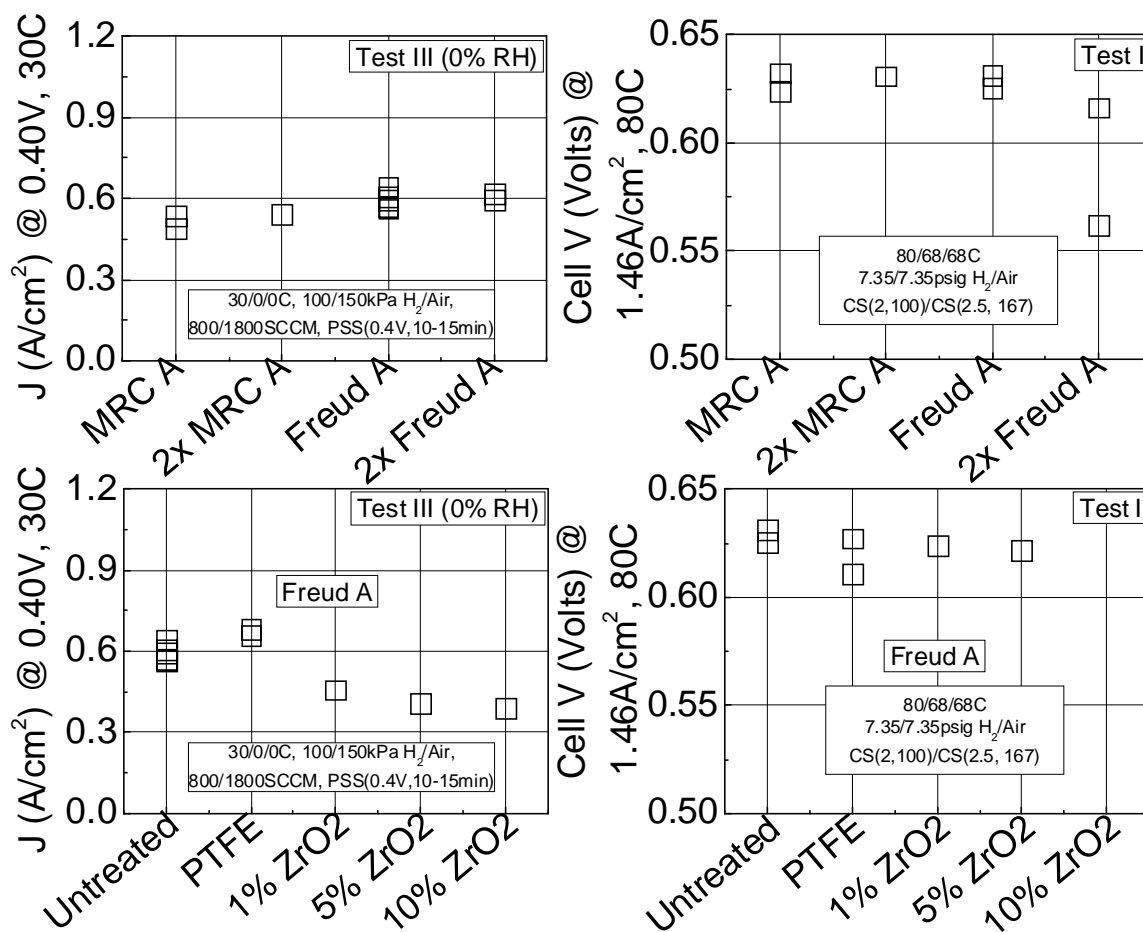 J (A/cm²) @ 0.40V, 30C
1.2
0.9
0.6
0.3
0.0
Test III (0% RH)
30/0/0C, 100/150kPa H₂/Air,
800/1800SCCM, PSS(0.4V,10-15min)
MRC A
2x MRC A
Freud A
2x Freud A
Cell V (Volts) @
1.46A/cm², 80C
0.65
0.60
0.55
0.50
Test I
80/68/68C
7.35/7.35psig H₂/Air
CS(2,100)/CS(2.5, 167)
MRC A
2x MRC A
Freud A
2x Freud A
J (A/cm²) @ 0.40V, 30C
1.2
0.9
0.6
0.3
0.0
Test III (0% RH)
Freud A
30/0/0C, 100/150kPa H₂/Air,
800/1800SCCM, PSS(0.4V,10-15min)
Untreated
PTFE
1% ZrO2
5% ZrO2
10% ZrO2
Cell V (Volts) @
1.46A/cm², 80C
0.65
0.60
0.55
0.50
Test I
Freud A
80/68/68C
7.35/7.35psig H₂/Air
CS(2,100)/CS(2.5, 167)
Untreated
PTFE
1% ZrO2
5% ZrO2
10% ZrO2